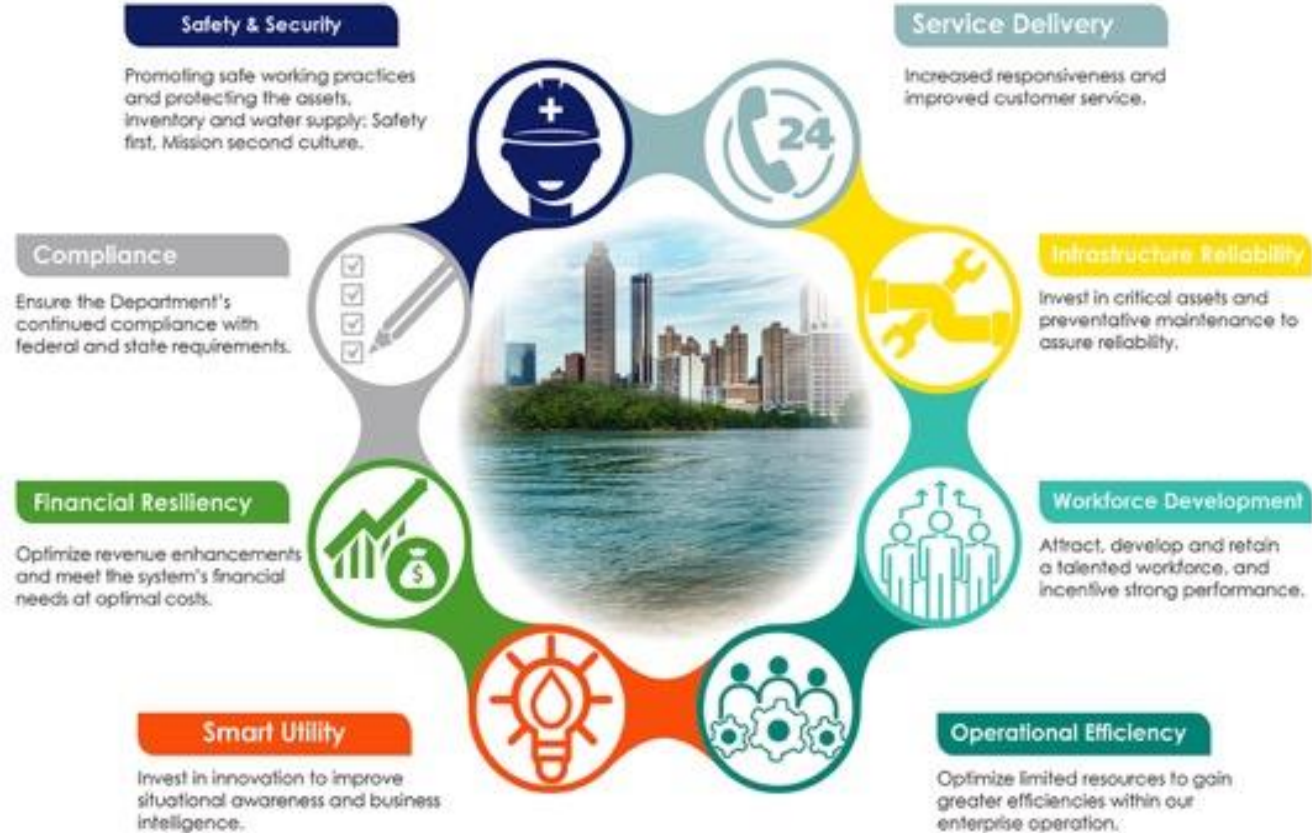 Safety & Security
Promoting safe working practices
and protecting the assets,
inventory and water supply: Safety
first, Mission second culture.
Service Delivery
Increased responsiveness and
improved customer service.
24
Compliance
Ensure the Department's
continued compliance with
federal and state requirements.
Infrastructure Reliability
Invest in critical assets and
preventative maintenance to
assure reliability.
Financial Resiliency
Optimize revenue enhancements
and meet the system's financial
needs at optimal costs.
$
Workforce Development
Attract, develop and retain
a talented workforce, and
incentive strong performance.
Smart Utility
Invest in innovation to improve
situational awareness and business
intelligence.
Operational Efficiency
Optimize limited resources to gain
greater efficiencies within our
enterprise operation.